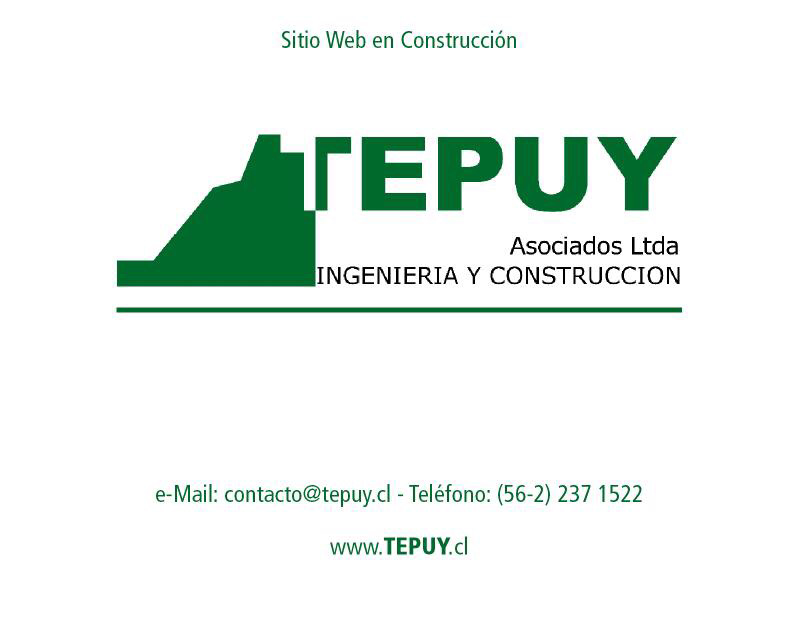 Sitio Web en Construcción
TEPUY
Asociados Ltda
INGENIERIA Y CONSTRUCCION
e-Mail: contacto@tepuy.cl - Teléfono: (56-2) 237 1522
www.TEPUY.cl